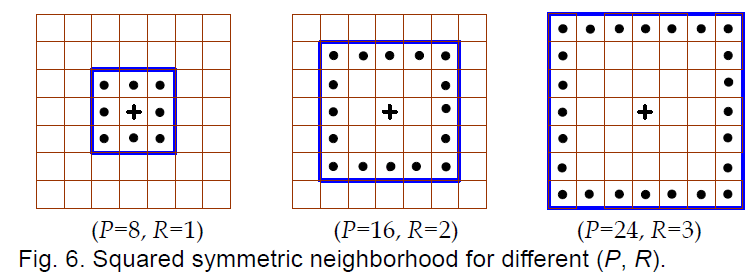 (P=8, R=1) (P=16, R=2) (P=24, R=3)
Fig. 6. Squared symmetric neighborhood for different (P, R).